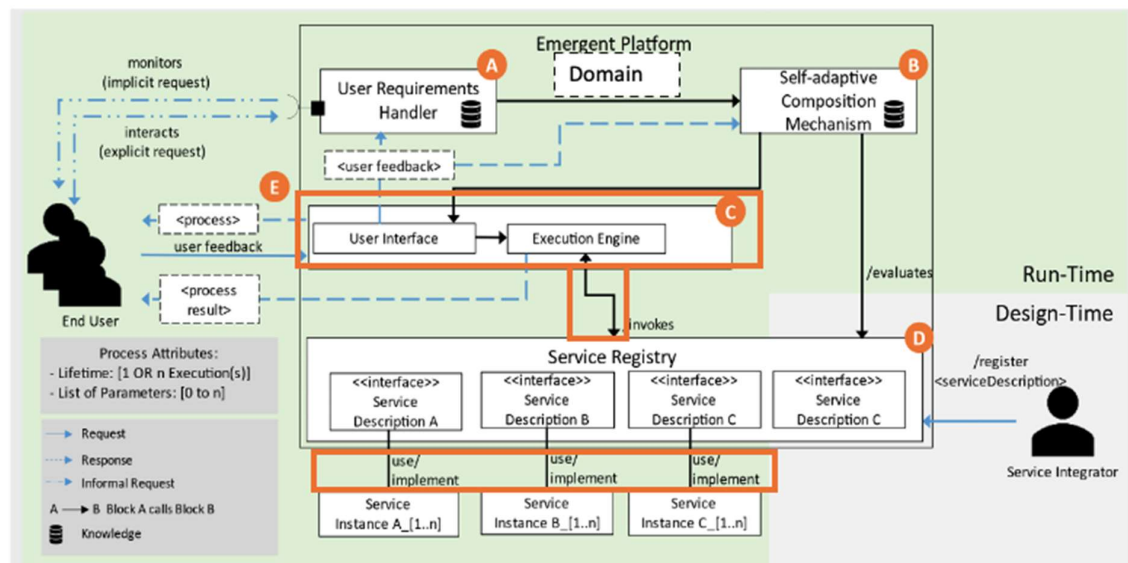 Emergent Platform
monitors
(implicit request)
interacts
(explicit request)
A
User Requirements
Handler
Domain
B
Self-adaptive
Composition
Mechanism
<user feedback>
E
C
<process>
User Interface
Execution Engine
user feedback
<process
result>
End User
/evaluates
Run-Time
Design-Time
invokes
D
Service Registry
/register
<serviceDescription>
<<interface>>
Service
Description A
<<interface>>
Service
Description B
<<interface>>
Service
Description C
<<interface>>
Service
Description C
Service Integrator
use/
implement
use/
implement
use/
implement
Service
Instance A_[1..n]
Service
Instance B_[1..n]
Service
Instance C_[1..n]
Process Attributes:
- Lifetime: [1 OR n Execution(s)]
- List of Parameters: [0 to n]
Request
Response
Informal Request
A B Block A calls Block B
Knowledge